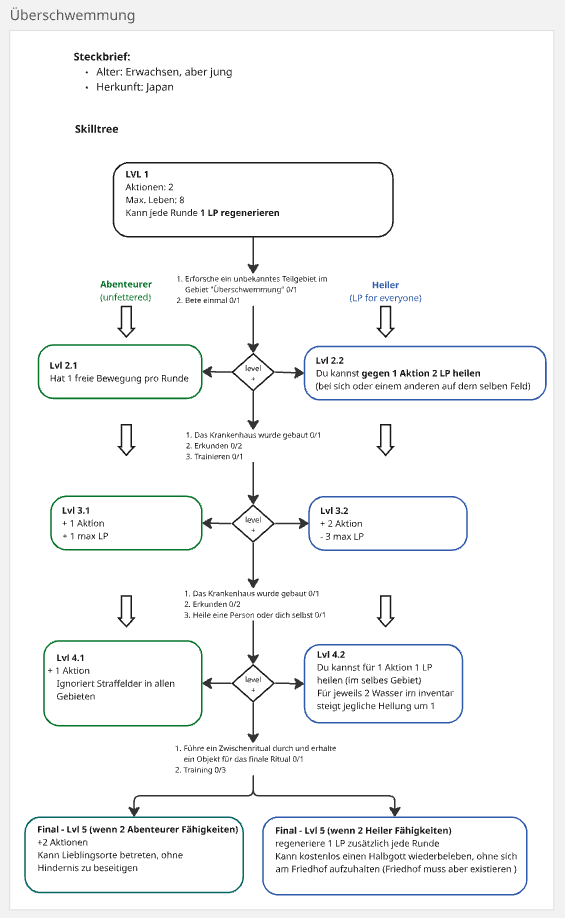 Überschwemmung
Steckbrief:
• Alter: Erwachsen, aber jung
• Herkunft: Japan
Skilltree
LVL 1
Aktionen: 2
Max. Leben: 8
Kann jede Runde 1 LP regenerieren
Abenteurer
(unfettered)
1. Erforsche ein unbekanntes Teilgebiet im
Gebiet "Überschwemmung" 0/1
2. Bete einmal 0/1
Heiler
(LP for everyone)
Lvl 2.1
Hat 1 freie Bewegung pro Runde
level
+
Lvl 2.2
Du kannst gegen 1 Aktion 2 LP heilen
(bei sich oder einem anderen auf dem selben Feld)
1. Das Krankenhaus wurde gebaut 0/1
2. Erkunden 0/2
3. Trainieren 0/1
Lvl 3.1
+ 1 Aktion
+ 1 max LP
level
+
Lvl 3.2
+ 2 Aktion
- 3 max LP
1. Das Krankenhaus wurde gebaut 0/1
2. Erkunden 0/2
3. Heile eine Person oder dich selbst 0/1
Lvl 4.1
+ 1 Aktion
Ignoriert Straffelder in allen
Gebieten
level
+
Lvl 4.2
Du kannst für 1 Aktion 1 LP
heilen (im selbes Gebiet)
Für jeweils 2 Wasser im inventar
steigt jegliche Heilung um 1
1. Führe ein Zwischenritual durch und erhalte
ein Objekt für das finale Ritual 0/1
2. Training 0/3
Final - Lvl 5 (wenn 2 Abenteurer Fähigkeiten)
+2 Aktionen
Kann Lieblingsorte betreten, ohne
Hindernis zu beseitigen
Final - Lvl 5 (wenn 2 Heiler Fähigkeiten)
regeneriere 1 LP zusätzlich jede Runde
Kann kostenlos einen Halbgott wiederbeleben, ohne sich
am Friedhof aufzuhalten (Friedhof muss aber existieren )